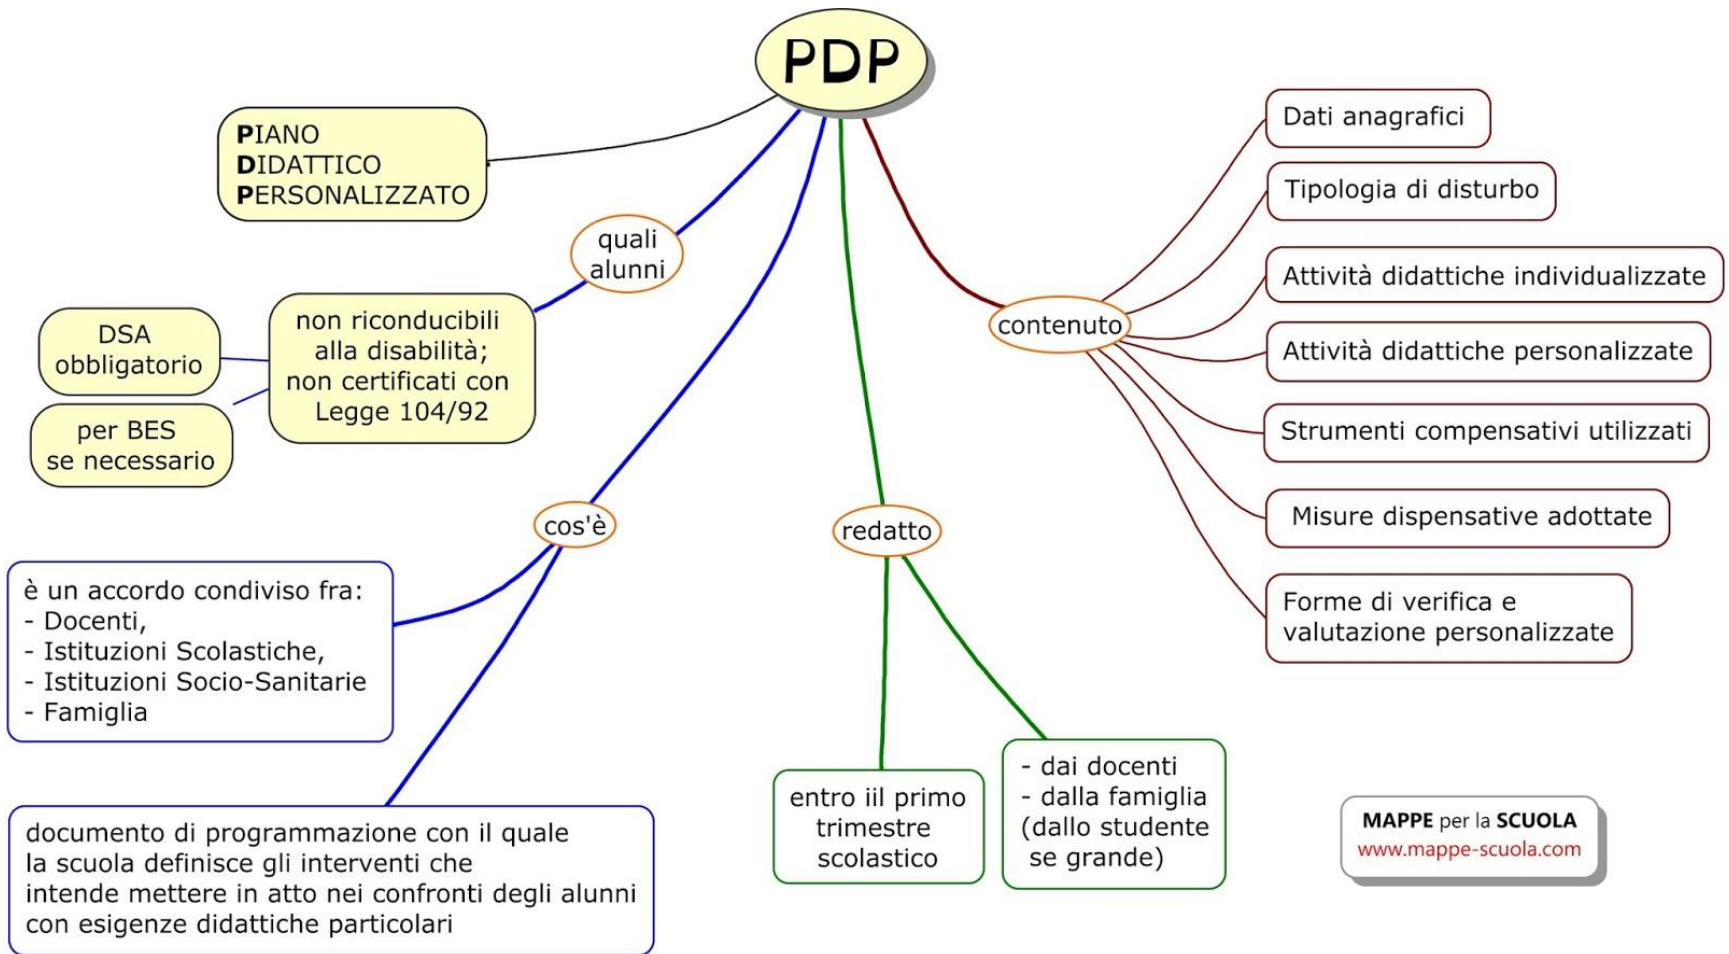 PDP
PIANO
DIDATTICO
PERSONALIZZATO
quali
alunni
non riconducibili
alla disabilità;
non certificati con
Legge 104/92
DSA
obbligatorio
per BES
se necessario
cos'è
è un accordo condiviso fra:
- Docenti,
- Istituzioni Scolastiche,
- Istituzioni Socio-Sanitarie
- Famiglia
documento di programmazione con il quale
la scuola definisce gli interventi che
intende mettere in atto nei confronti degli alunni
con esigenze didattiche particolari
redatto
entro iil primo
trimestre
scolastico
- dai docenti
- dalla famiglia
(dallo studente
se grande)
contenuto
Dati anagrafici
Tipologia di disturbo
Attività didattiche individualizzate
Attività didattiche personalizzate
Strumenti compensativi utilizzati
Misure dispensative adottate
Forme di verifica e
valutazione personalizzate
MAPPE per la SCUOLA
www.mappe-scuola.com